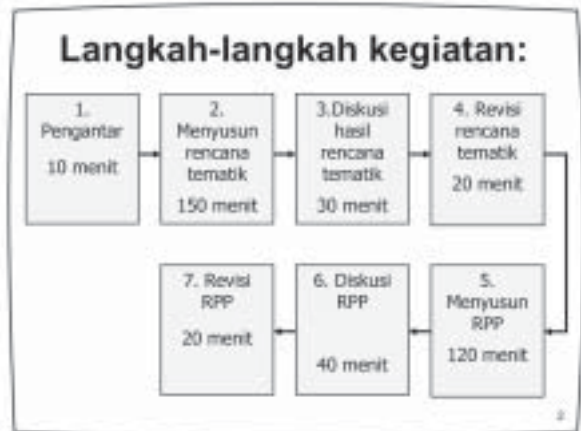 Langkah-langkah kegiatan:
1.
Pengantar
10 menit
2.
Menyusun
rencana
tematik
150 menit
3.Diskusi
hasil
rencana
tematik
30 menit
4. Revisi
rencana
tematik
20 menit
5.
Menyusun
RPP
120 menit
6. Diskusi
RPP
40 menit
7. Revisi
RPP
20 menit
2